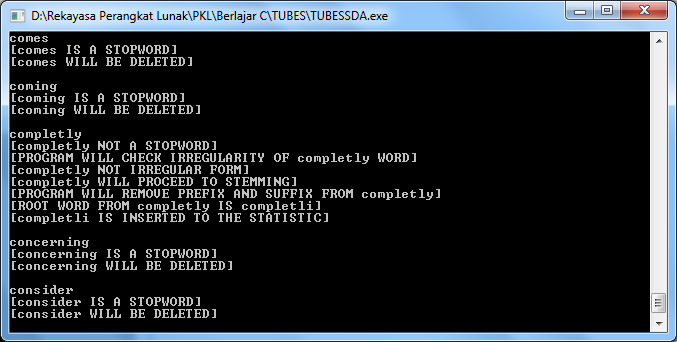 D:\Rekayasa Perangkat Lunak\PKL\Berlajar C\TUBES\TUBESSDA.exe
comes
[comes IS A STOPWORD]
[comes WILL BE DELETED]
coming
[coming IS A STOPWORD]
[coming WILL BE DELETED]
completly
[completly NOT A STOPWORD]
[PROGRAM WILL CHECK IRREGULARITY OF completly WORD]
[completly NOT IRREGULAR FORM]
[completly WILL PROCEED TO STEMMING]
[PROGRAM WILL REMOVE PREFIX AND SUFFIX FROM completly]
[ROOT WORD FROM completly IS completli]
[completli IS INSERTED TO THE STATISTIC]
concerning
[concerning IS A STOPWORD]
[concerning WILL BE DELETED]
consider
[consider IS A STOPWORD]
[consider WILL BE DELETED]